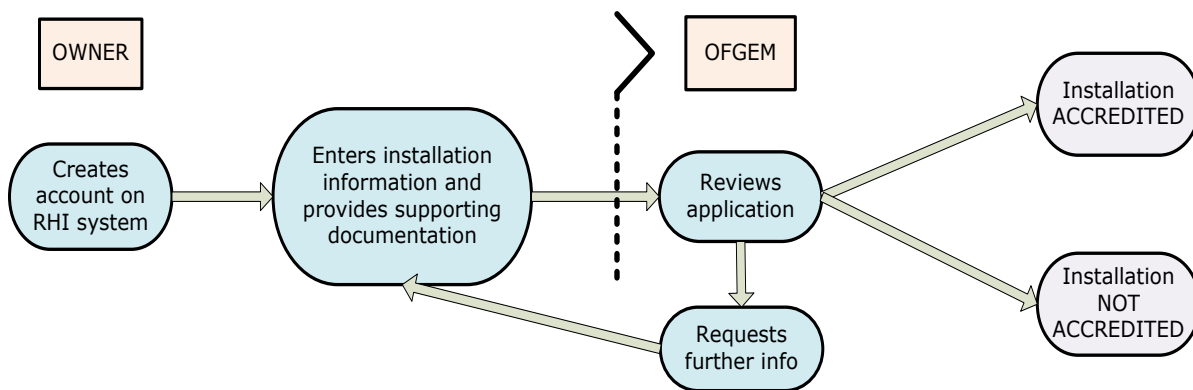 OWNER
OFGEM
Creates
account on
RHI system
Enters installation
information and
provides supporting
documentation
Reviews
application
Requests
further info
Installation
ACCREDITED
Installation
NOT
ACCREDITED